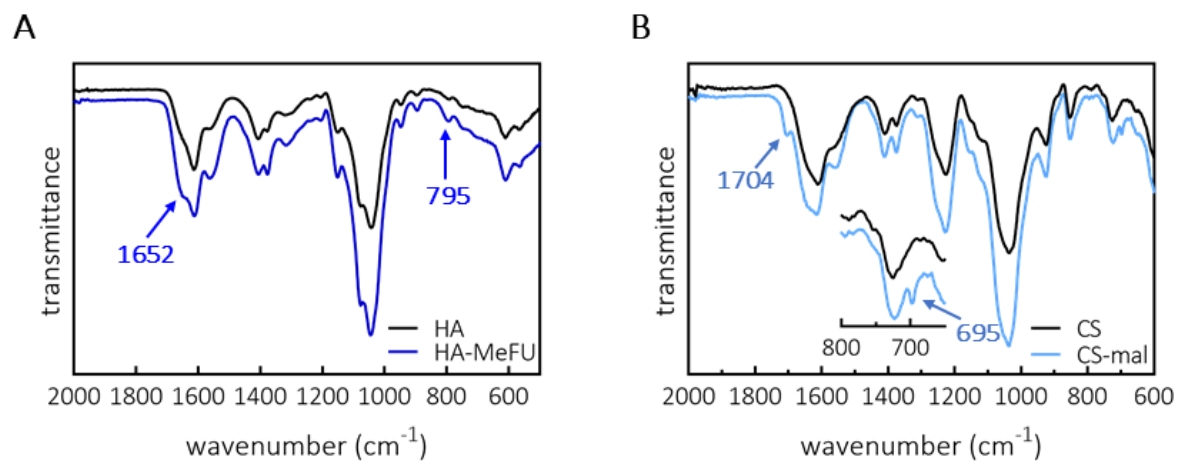 A
transmittance
1652
795
HA
HA-MeFU
2000 1800 1600 1400 1200 1000 800 600
wavenumber (cm-1)
B
transmittance
1704
695
800 700
CS
CS-mal
2000 1800 1600 1400 1200 1000 800 600
wavenumber (cm-1)